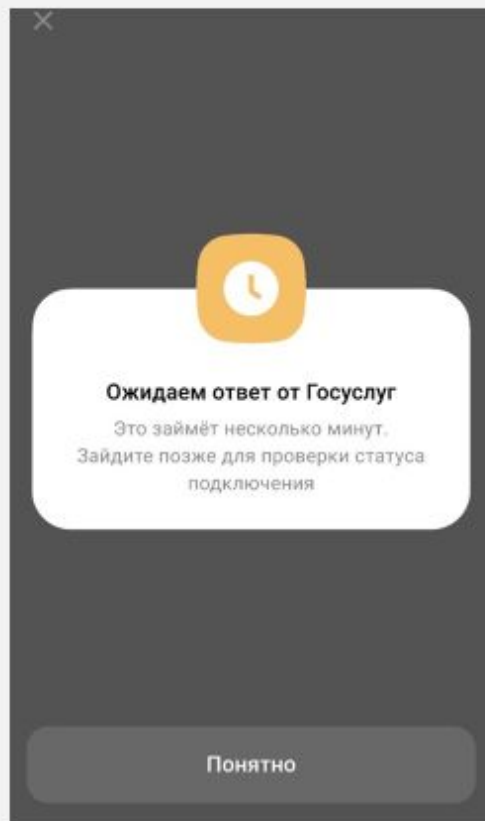 Ожидаем ответ от Госуслуг
Это займёт несколько минут.
Зайдите позже для проверки статуса
подключения
Понятно